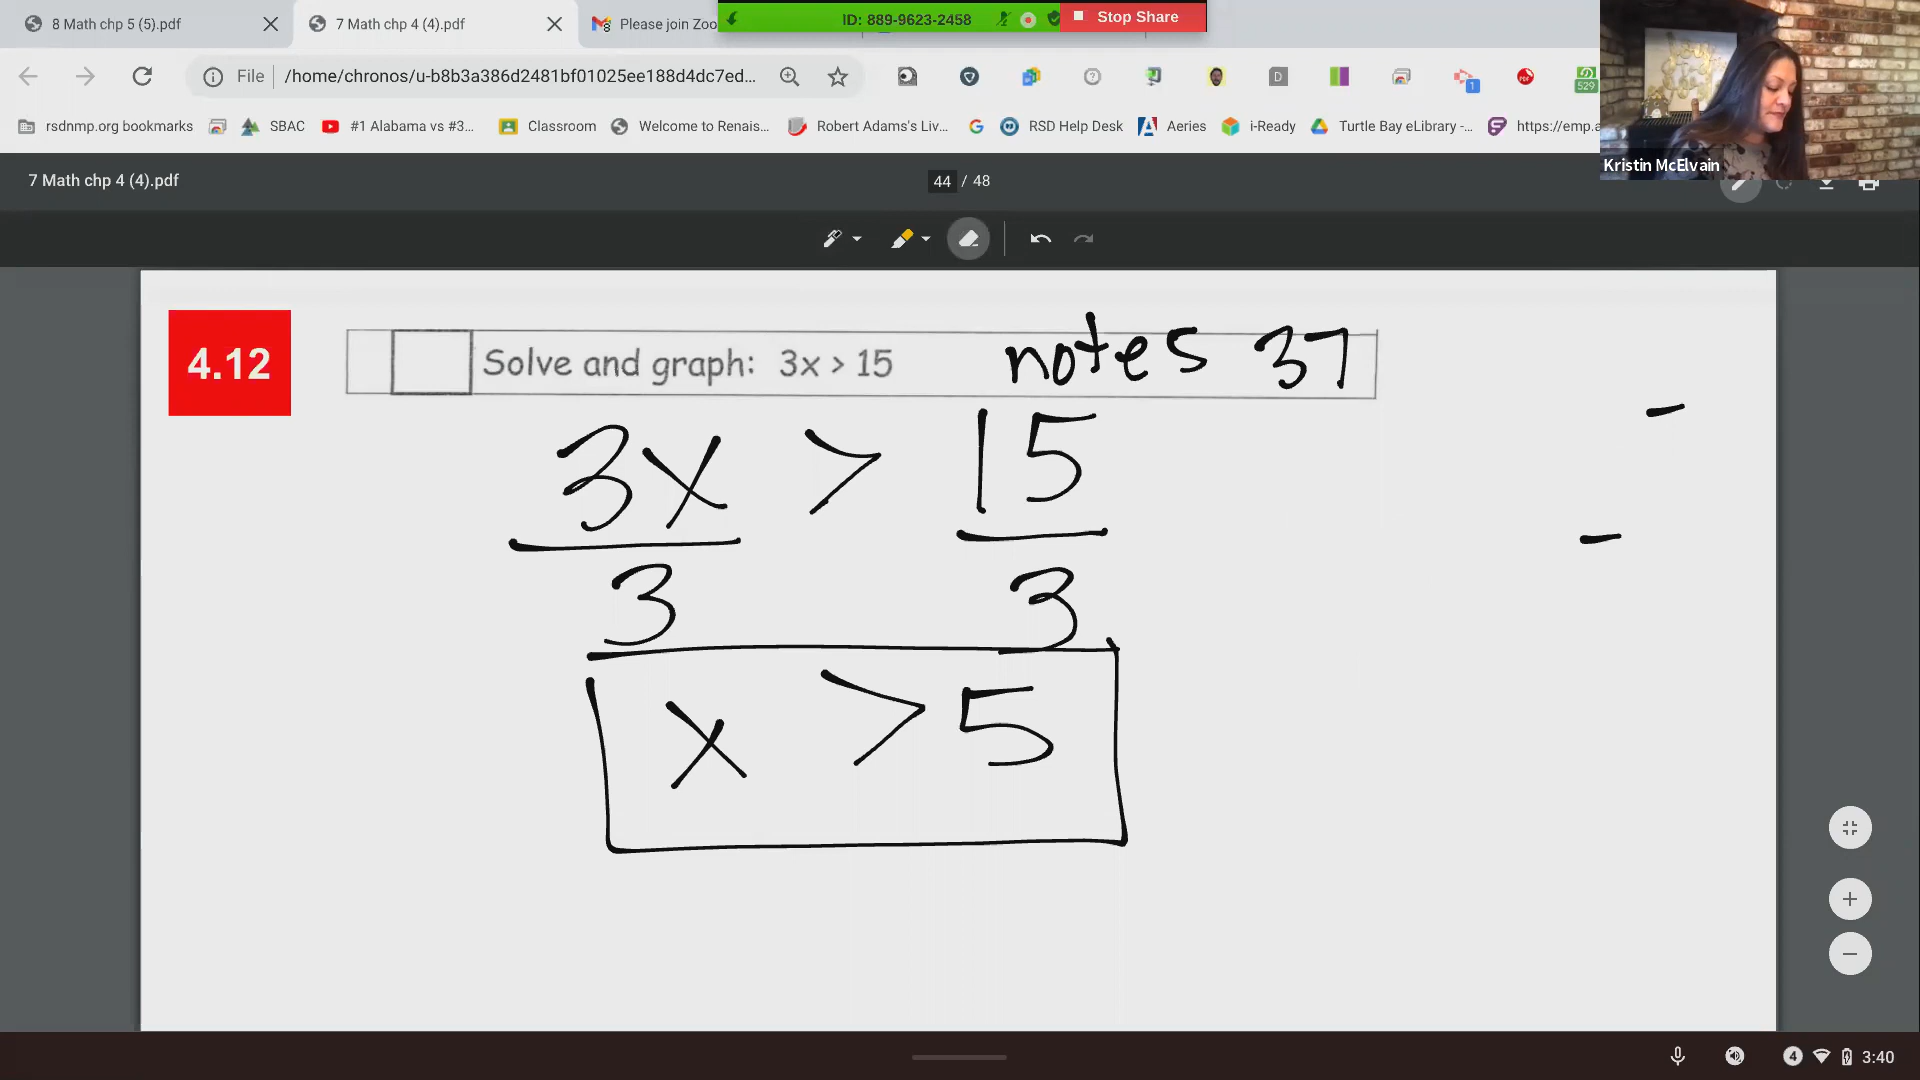 8 Math chp 5 (5).pdf
7 Math chp 4 (4).pdf
Please join Zoo
ID: 889-9623-2458
Stop Share
File
/home/chronos/u-b8b3a386d2481bf01025ee188d4dc7ed...
D
1
529
rsdnmp.org bookmarks
SBAC
#1 Alabama vs #3...
Classroom
Welcome to Renais...
Robert Adams's Liv...
RSD Help Desk
Aeries
i-Ready
Turtle Bay eLibrary -...
https://emp.a
Kristin McElvain
7 Math chp 4 (4).pdf
44 / 48
4.12
Solve and graph: 3x > 15
notes 37
3x > 15
3 3
x > 5
4
3:40